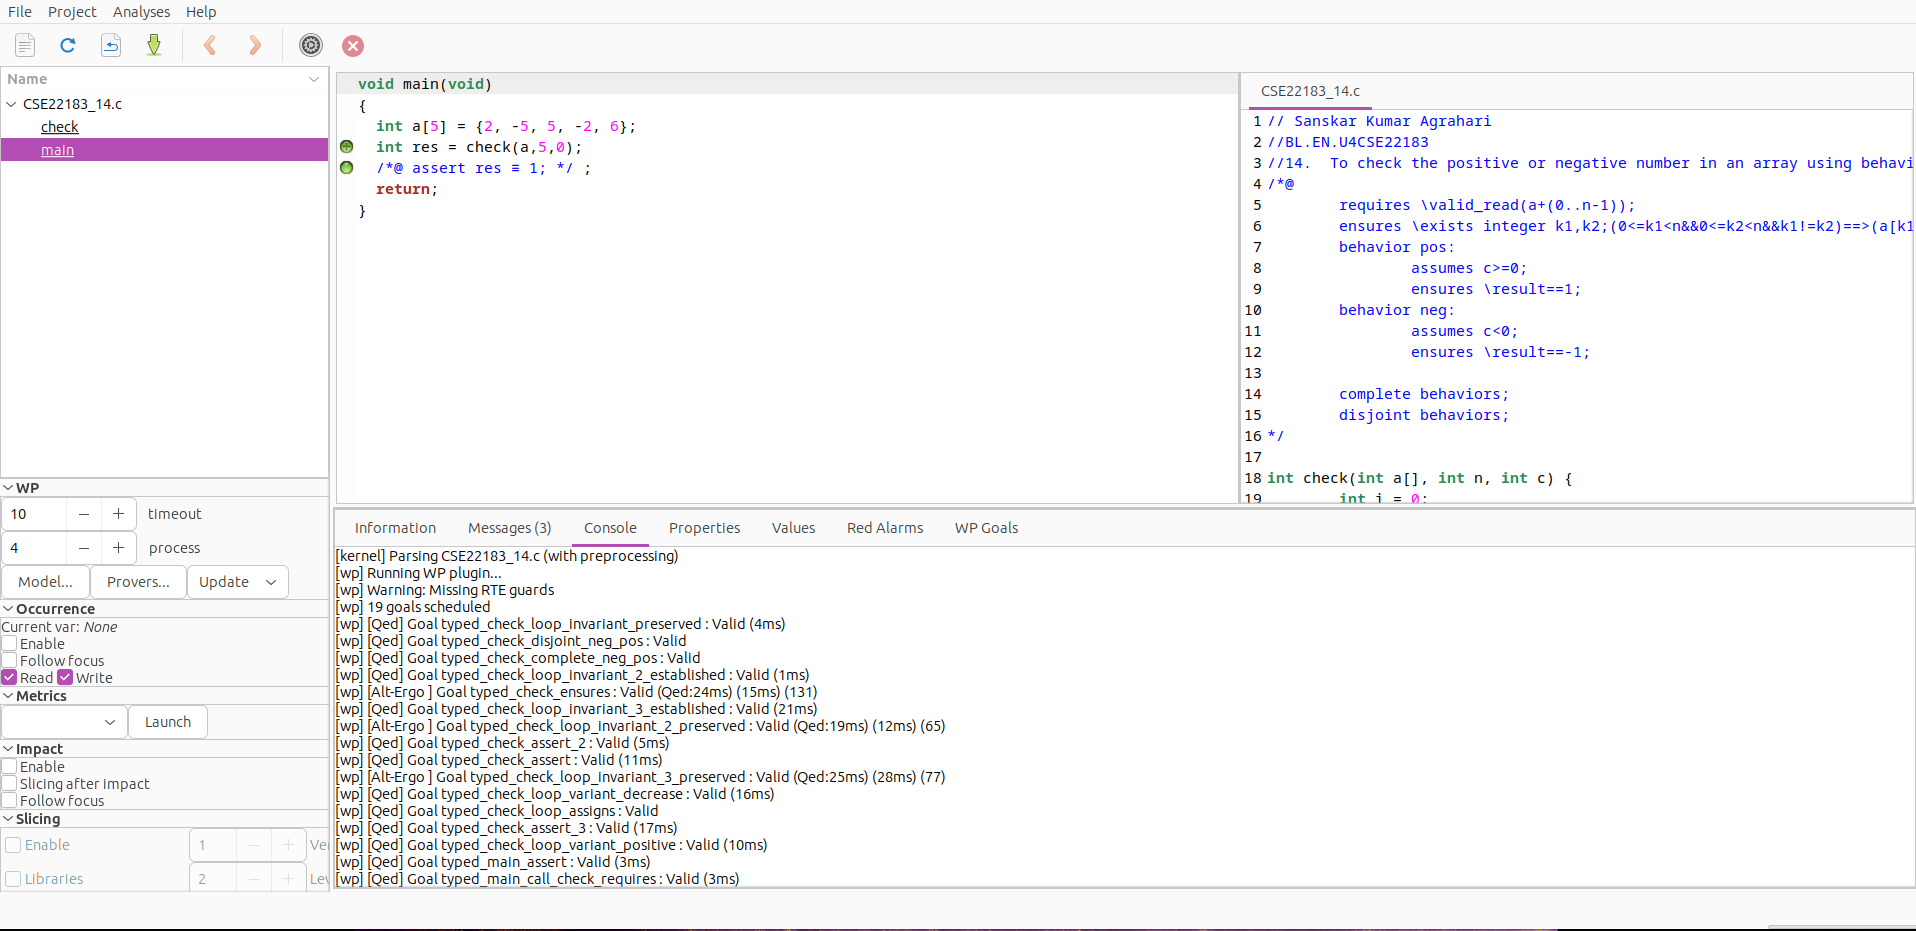 File Project Analyses Help
Name
CSE22183_14.c
check
main
void main(void)
{
int a[5] = {2, -5, 5, -2, 6};
int res = check(a,5,0);
/*@ assert res ≡ 1; */ ;
return;
}
CSE22183_14.c
1 // Sanskar Kumar Agrahari
2 //BL.EN.U4CSE22183
3 //14. To check the positive or negative number in an array using behavi
4 /*@
5 requires \valid_read(a+(0..n-1));
6 ensures \exists integer k1,k2;(0<=k1<n&&0<=k2<n&&k1!=k2)==>(a[k1
7 behavior pos:
8 assumes c>=0;
9 ensures \result==1;
10 behavior neg:
11 assumes c<0;
12 ensures \result==-1;
13
14 complete behaviors;
15 disjoint behaviors;
16 */
17
18 int check(int a[], int n, int c) {
19 int i = 0;
WP
10 timeout
4 process
Model... Provers... Update
Occurrence
Current var: None
Enable
Follow focus
Read Write
Metrics
Launch
Impact
Enable
Slicing after impact
Follow focus
Slicing
Enable 1 Ve
Libraries 2 Lev
Information Messages (3) Console Properties Values Red Alarms WP Goals
[kernel] Parsing CSE22183_14.c (with preprocessing)
[wp] Running WP plugin...
[wp] Warning: Missing RTE guards
[wp] 19 goals scheduled
[wp] [Qed] Goal typed_check_loop_invariant_preserved : Valid (4ms)
[wp] [Qed] Goal typed_check_disjoint_neg_pos : Valid
[wp] [Qed] Goal typed_check_complete_neg_pos : Valid
[wp] [Qed] Goal typed_check_loop_invariant_2_established : Valid (1ms)
[wp] [Alt-Ergo ] Goal typed_check_ensures : Valid (Qed:24ms) (15ms) (131)
[wp] [Qed] Goal typed_check_loop_invariant_3_established : Valid (21ms)
[wp] [Alt-Ergo ] Goal typed_check_loop_invariant_2_preserved : Valid (Qed:19ms) (12ms) (65)
[wp] [Qed] Goal typed_check_assert_2 : Valid (5ms)
[wp] [Qed] Goal typed_check_assert : Valid (11ms)
[wp] [Alt-Ergo ] Goal typed_check_loop_invariant_3_preserved : Valid (Qed:25ms) (28ms) (77)
[wp] [Qed] Goal typed_check_loop_variant_decrease : Valid (16ms)
[wp] [Qed] Goal typed_check_loop_assigns : Valid
[wp] [Qed] Goal typed_check_assert_3 : Valid (17ms)
[wp] [Qed] Goal typed_check_loop_variant_positive : Valid (10ms)
[wp] [Qed] Goal typed_main_assert : Valid (3ms)
[wp] [Qed] Goal typed_main_call_check_requires : Valid (3ms)